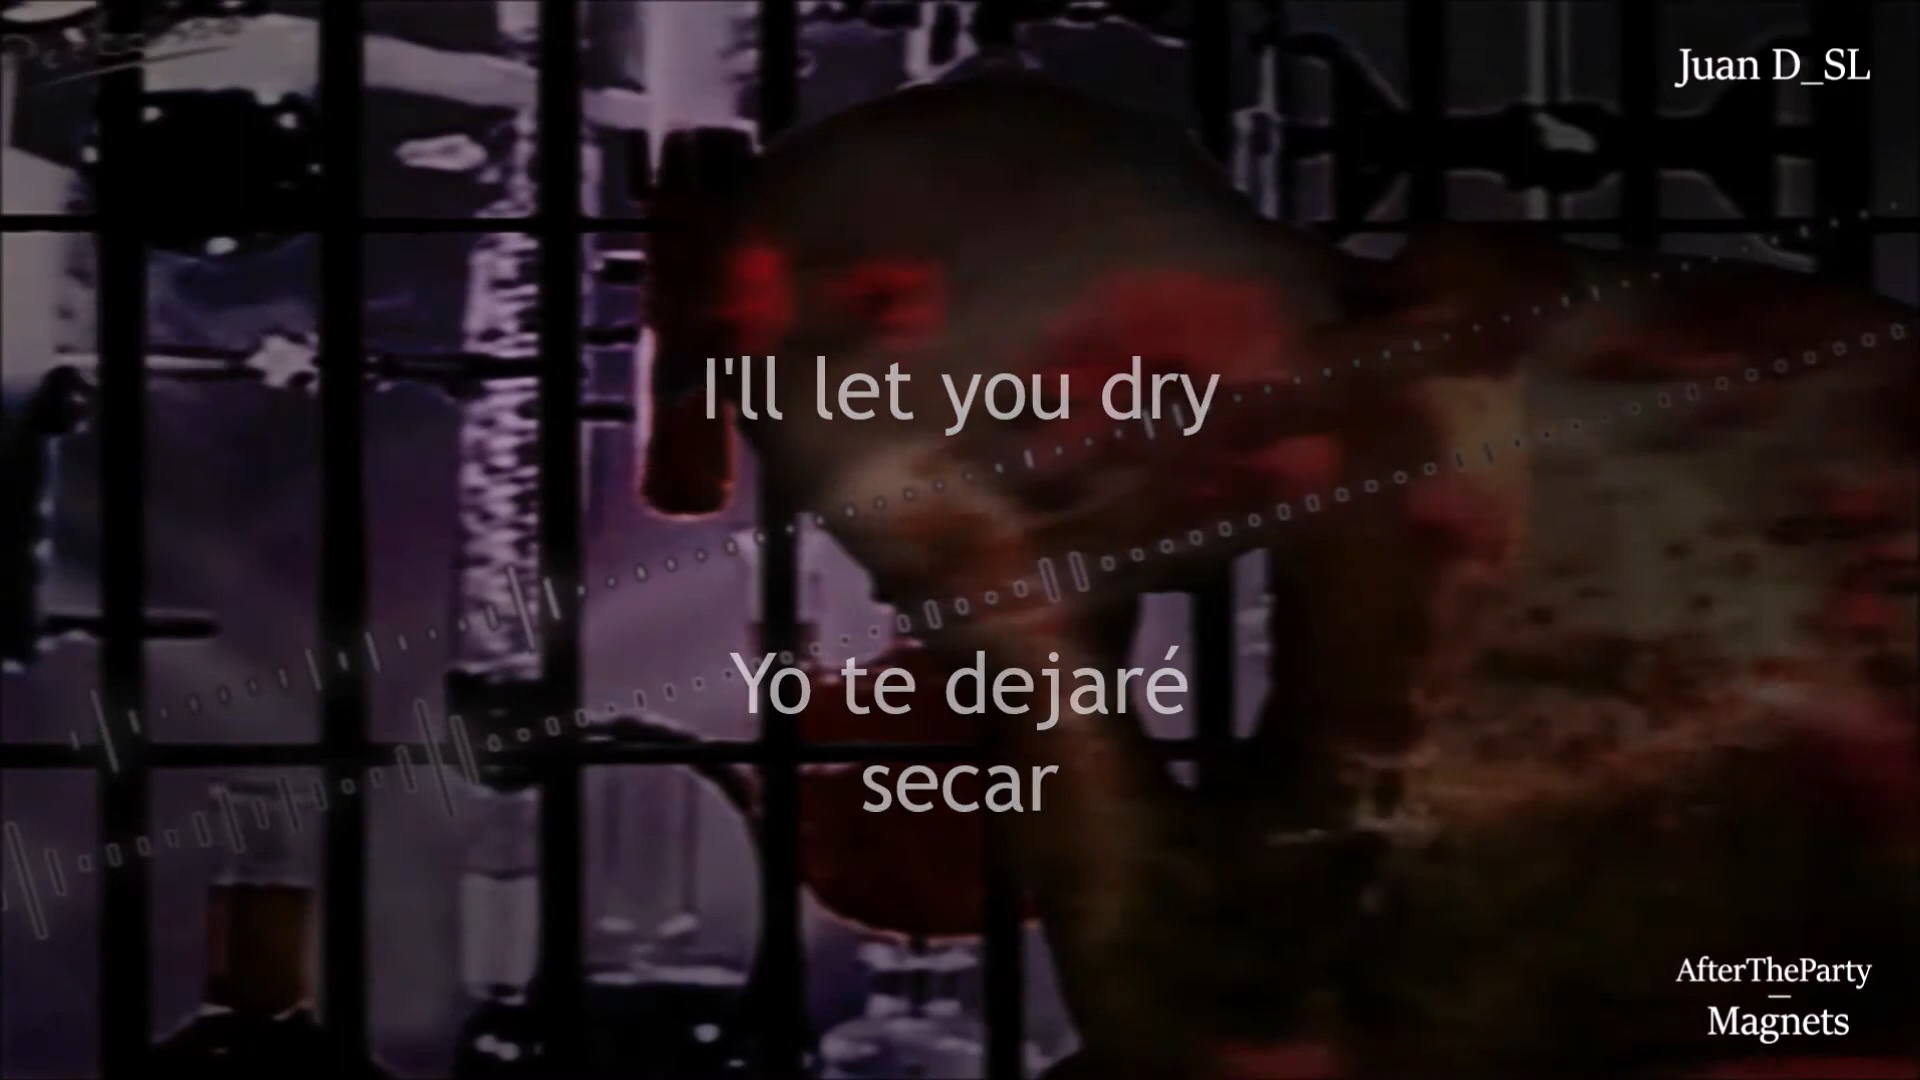 Juan D_SL
I'll let you dry
Yo te dejaré
secar
AfterTheParty
—
Magnets